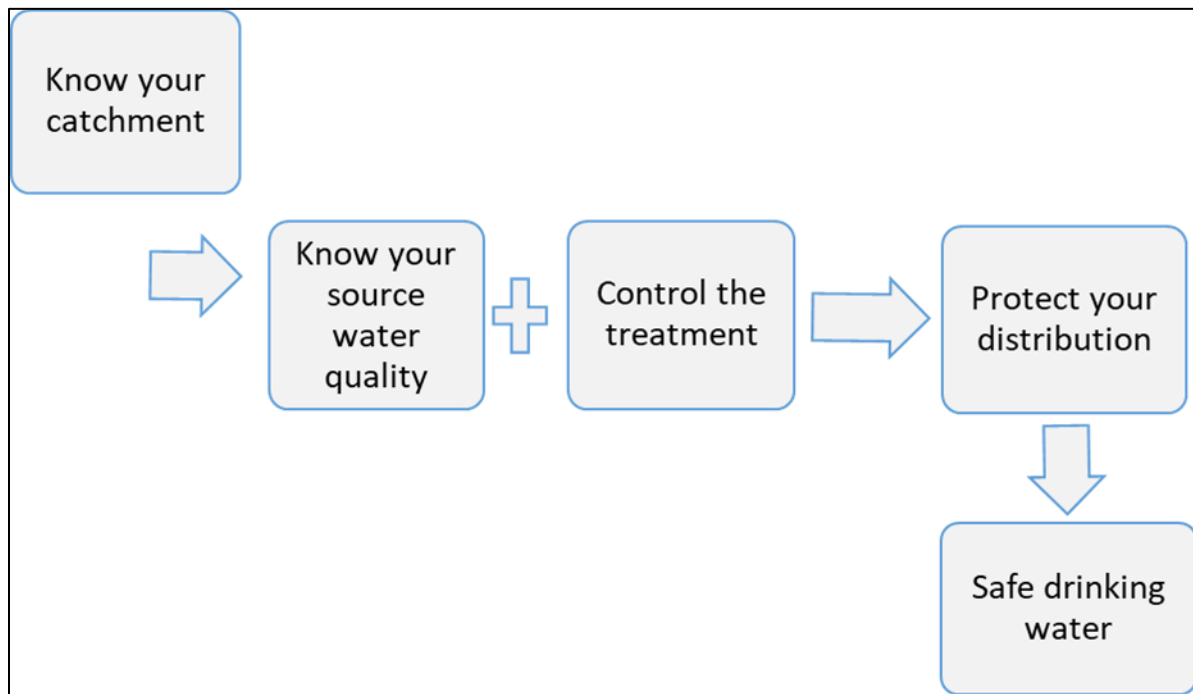 Know your
catchment
Know your
source
water
quality
Control the
treatment
Protect your
distribution
Safe drinking
water